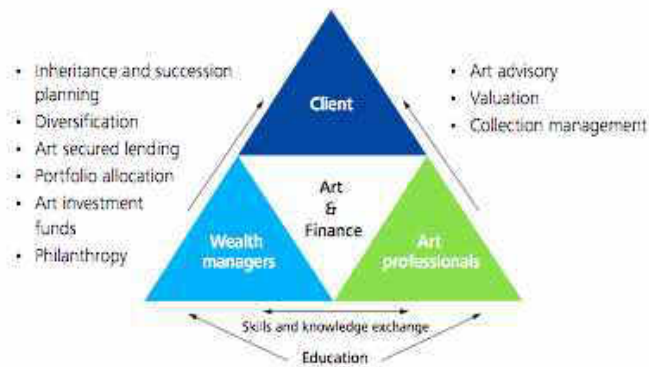 • Inheritance and succession
planning
• Diversification
• Art secured lending
• Portfolio allocation
• Art investment
funds
• Philanthropy
Client
• Art advisory
• Valuation
• Collection management
Art
&
Finance
Wealth
managers
Art
professionals
Skills and knowledge exchange
Education